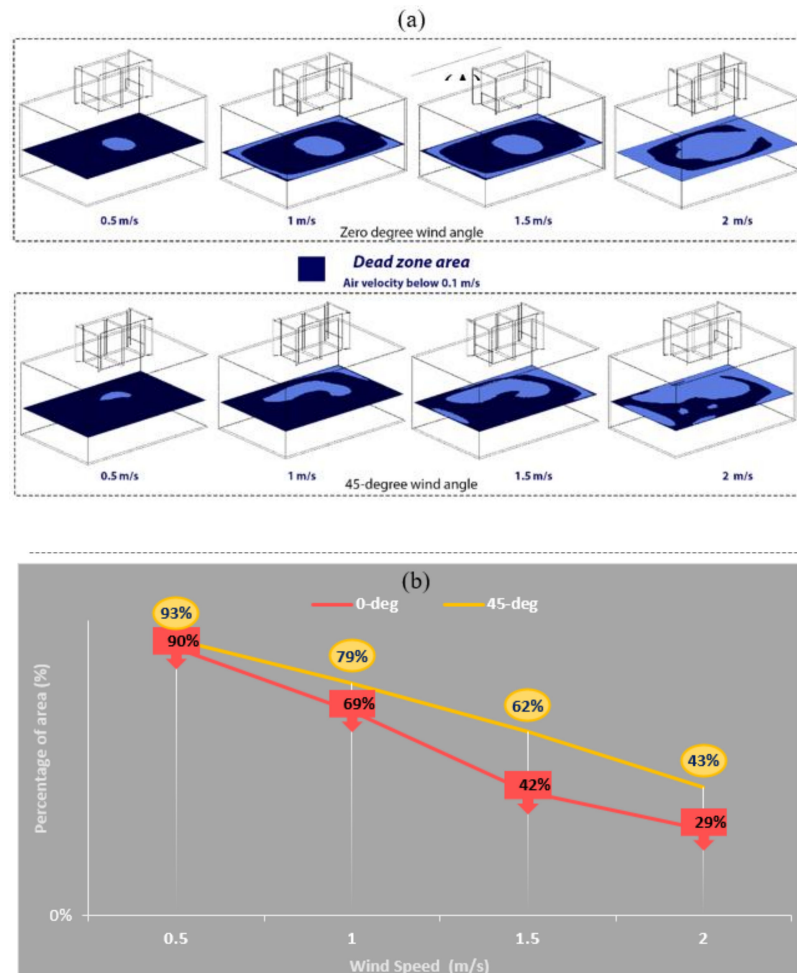 (a)
0.5 m/s 1 m/s 1.5 m/s 2 m/s
Zero degree wind angle
Dead zone area
Air velocity below 0.1 m/s
0.5 m/s 1 m/s 1.5 m/s 2 m/s
45-degree wind angle
(b)
0-deg 45-deg
93%
90%
79%
69%
62%
42%
43%
29%
Percentage of area (%)
0%
0.5 1 1.5 2
Wind Speed (m/s)